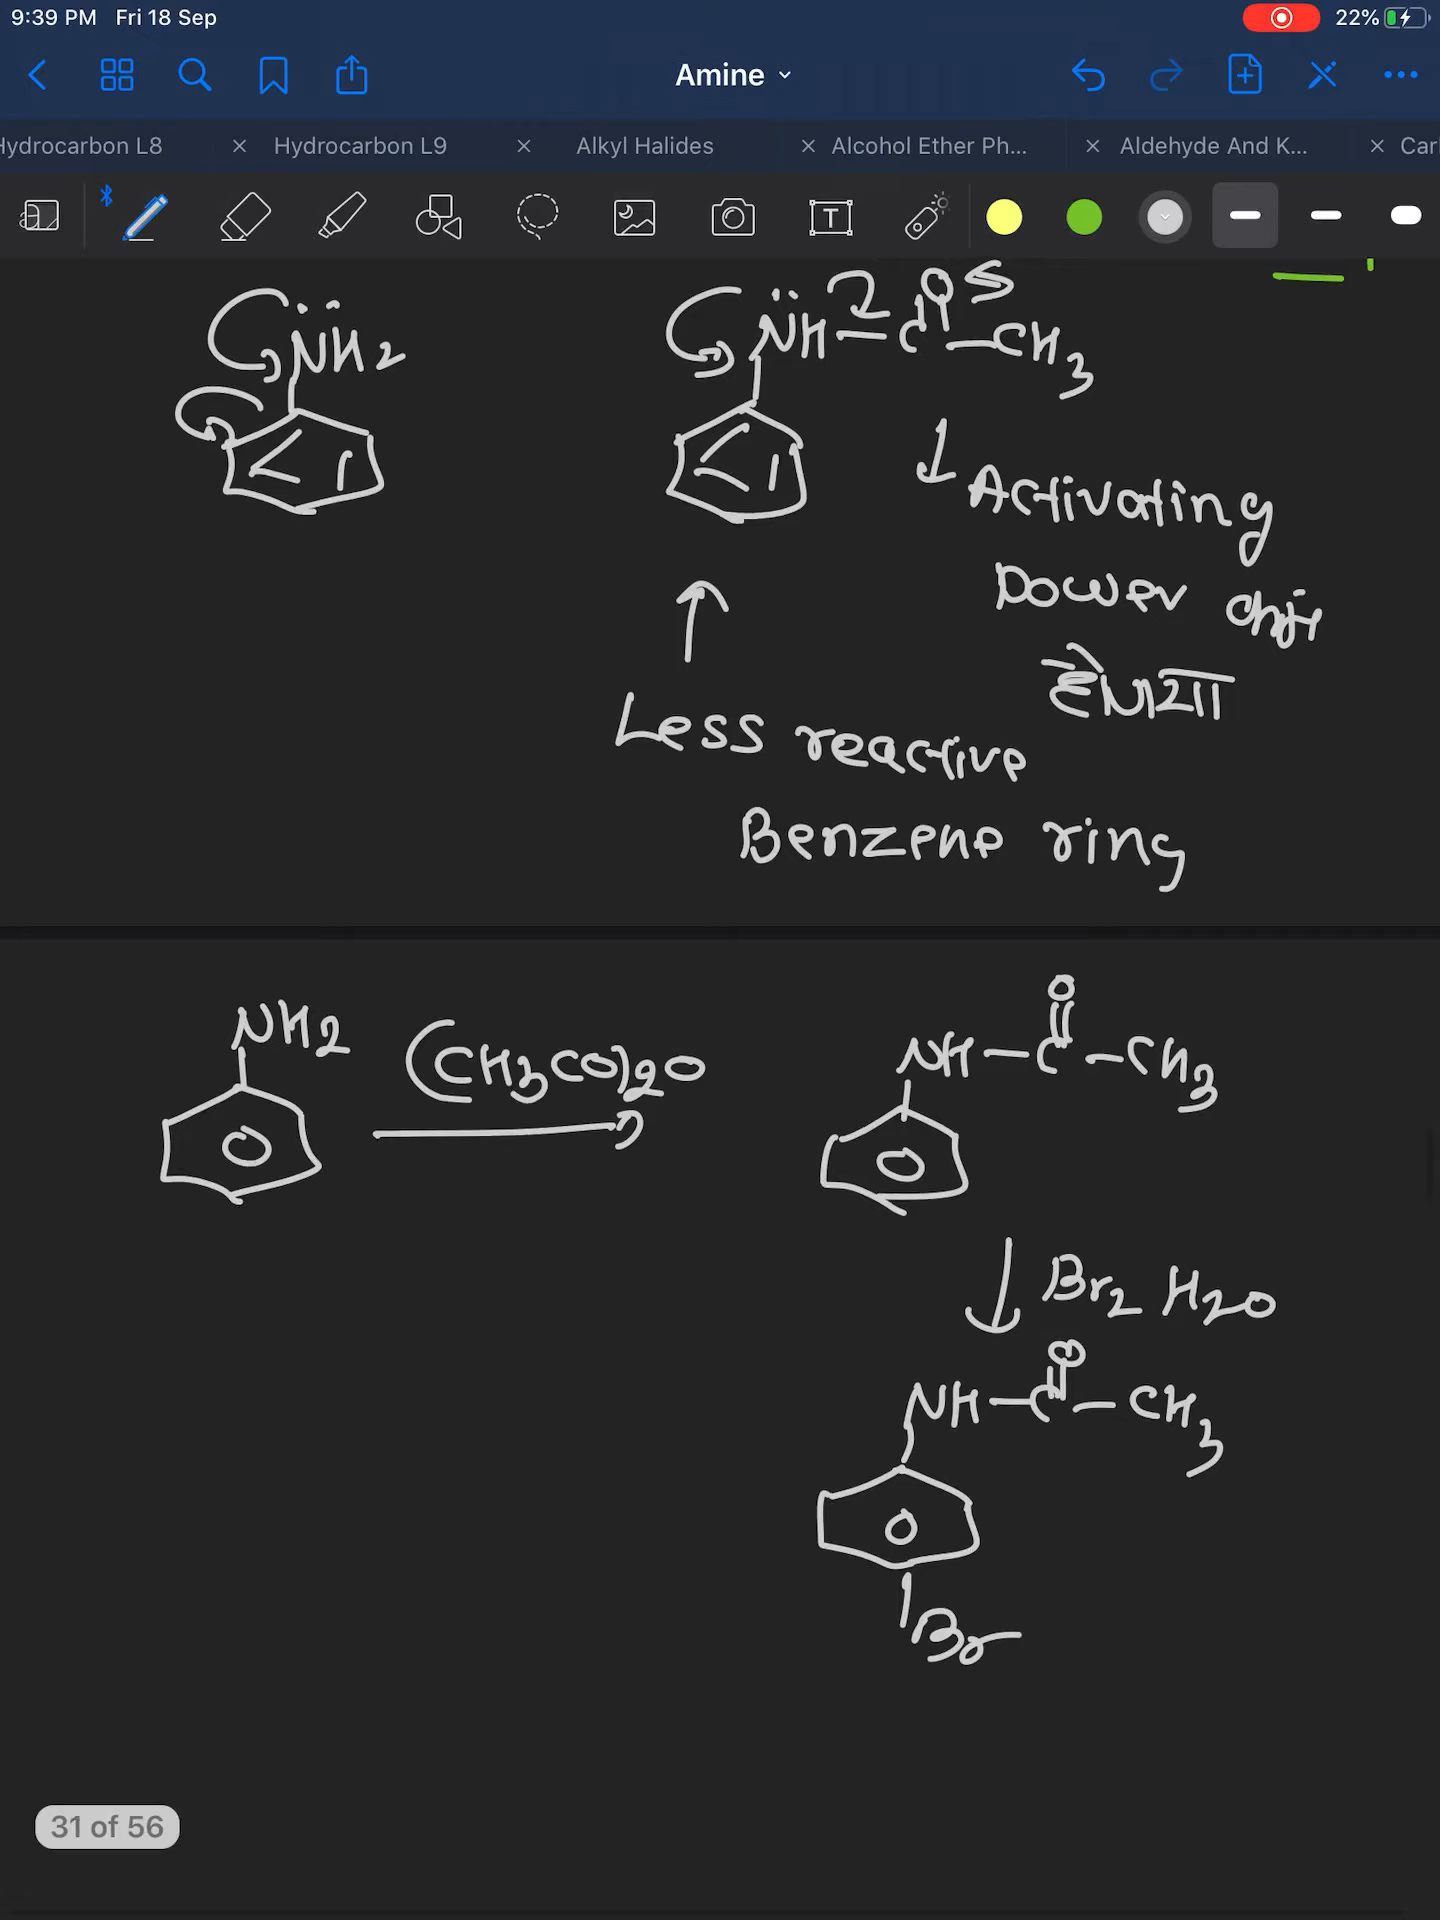 9:39 PM Fri 18 Sep
22%
Amine
Hydrocarbon L8
Hydrocarbon L9
Alkyl Halides
Alcohol Ether Ph...
Aldehyde And K...
Car
T
NH2
NH-C-CH3
O
Activating
Power
Less reactive
Benzene ring
NH2
(CH3CO)2O
O
NH-C-CH3
Br2 H2O
O
NH-C-CH3
Br
31 of 56